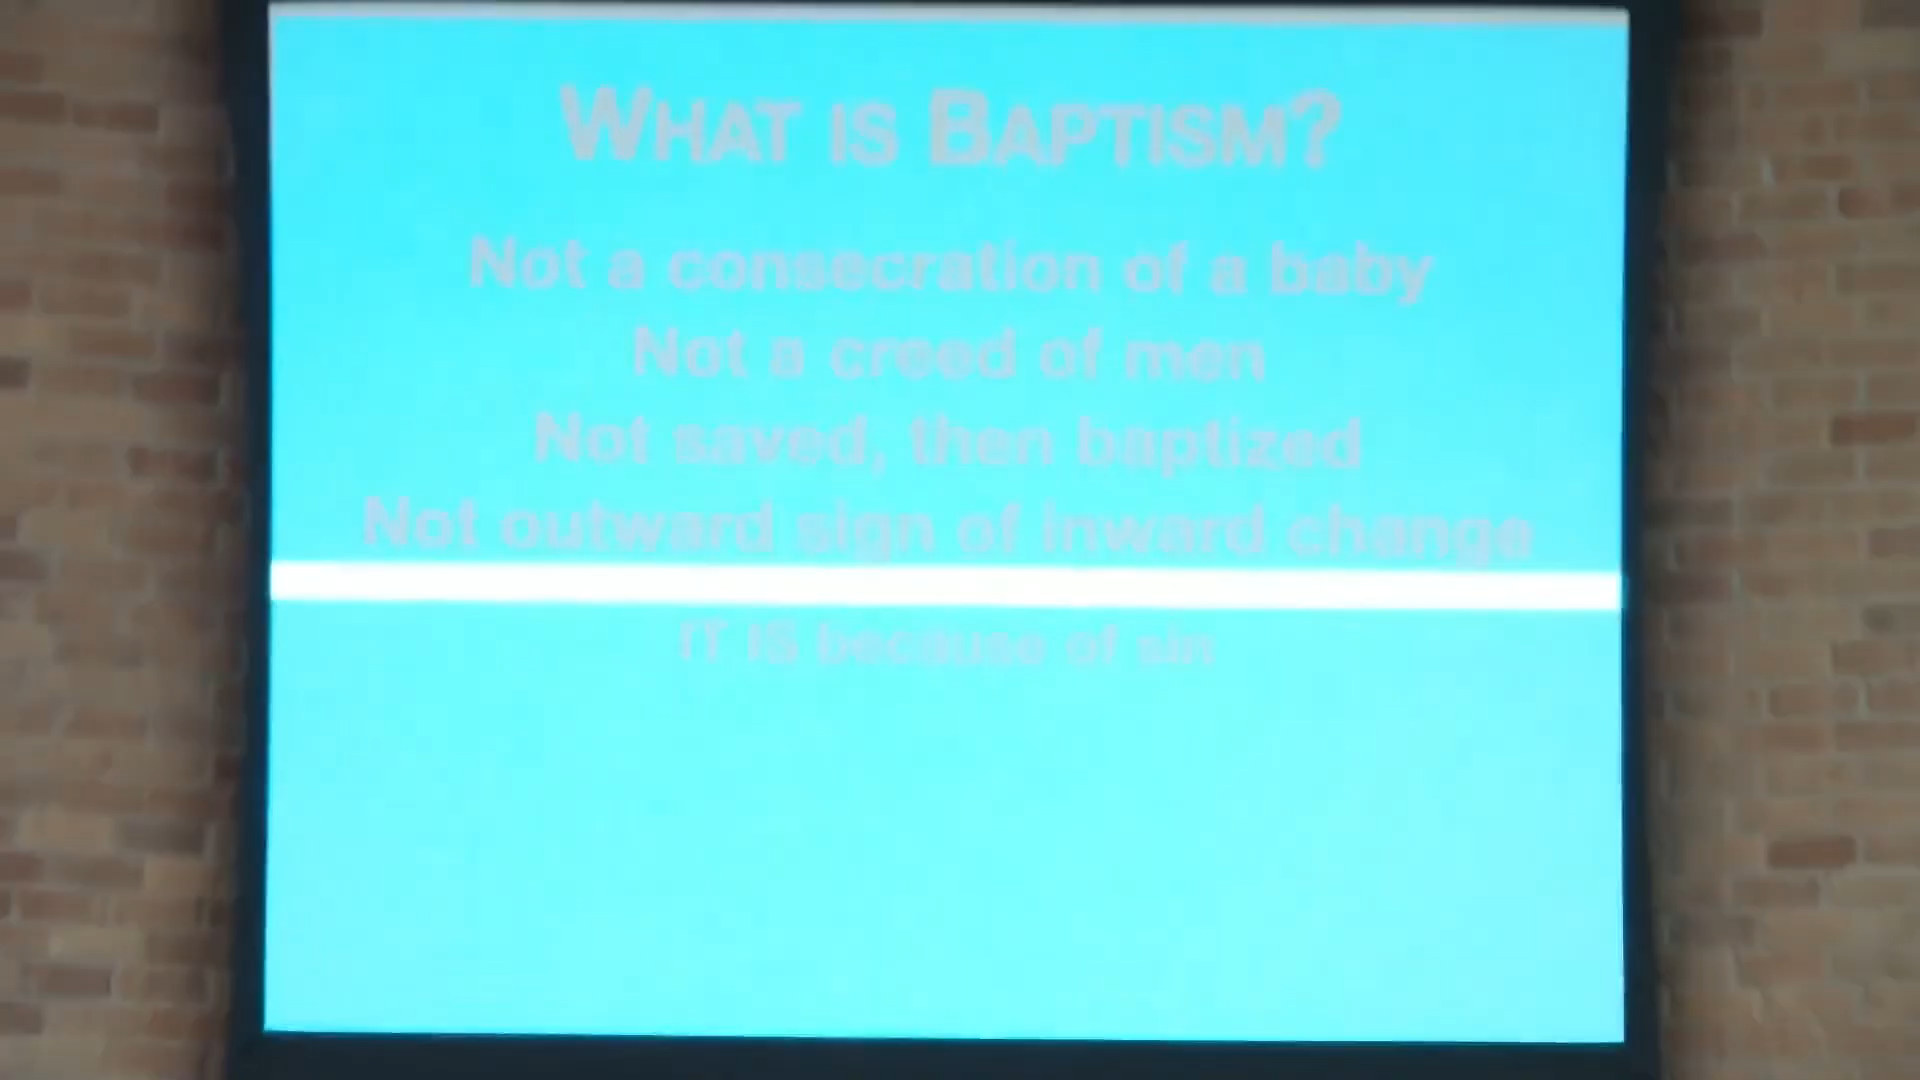 WHAT IS BAPTISM?
Not a consecration of a baby
Not a creed of men
Not saved, then baptized
Not outward sign of inward change
IT IS because of sin